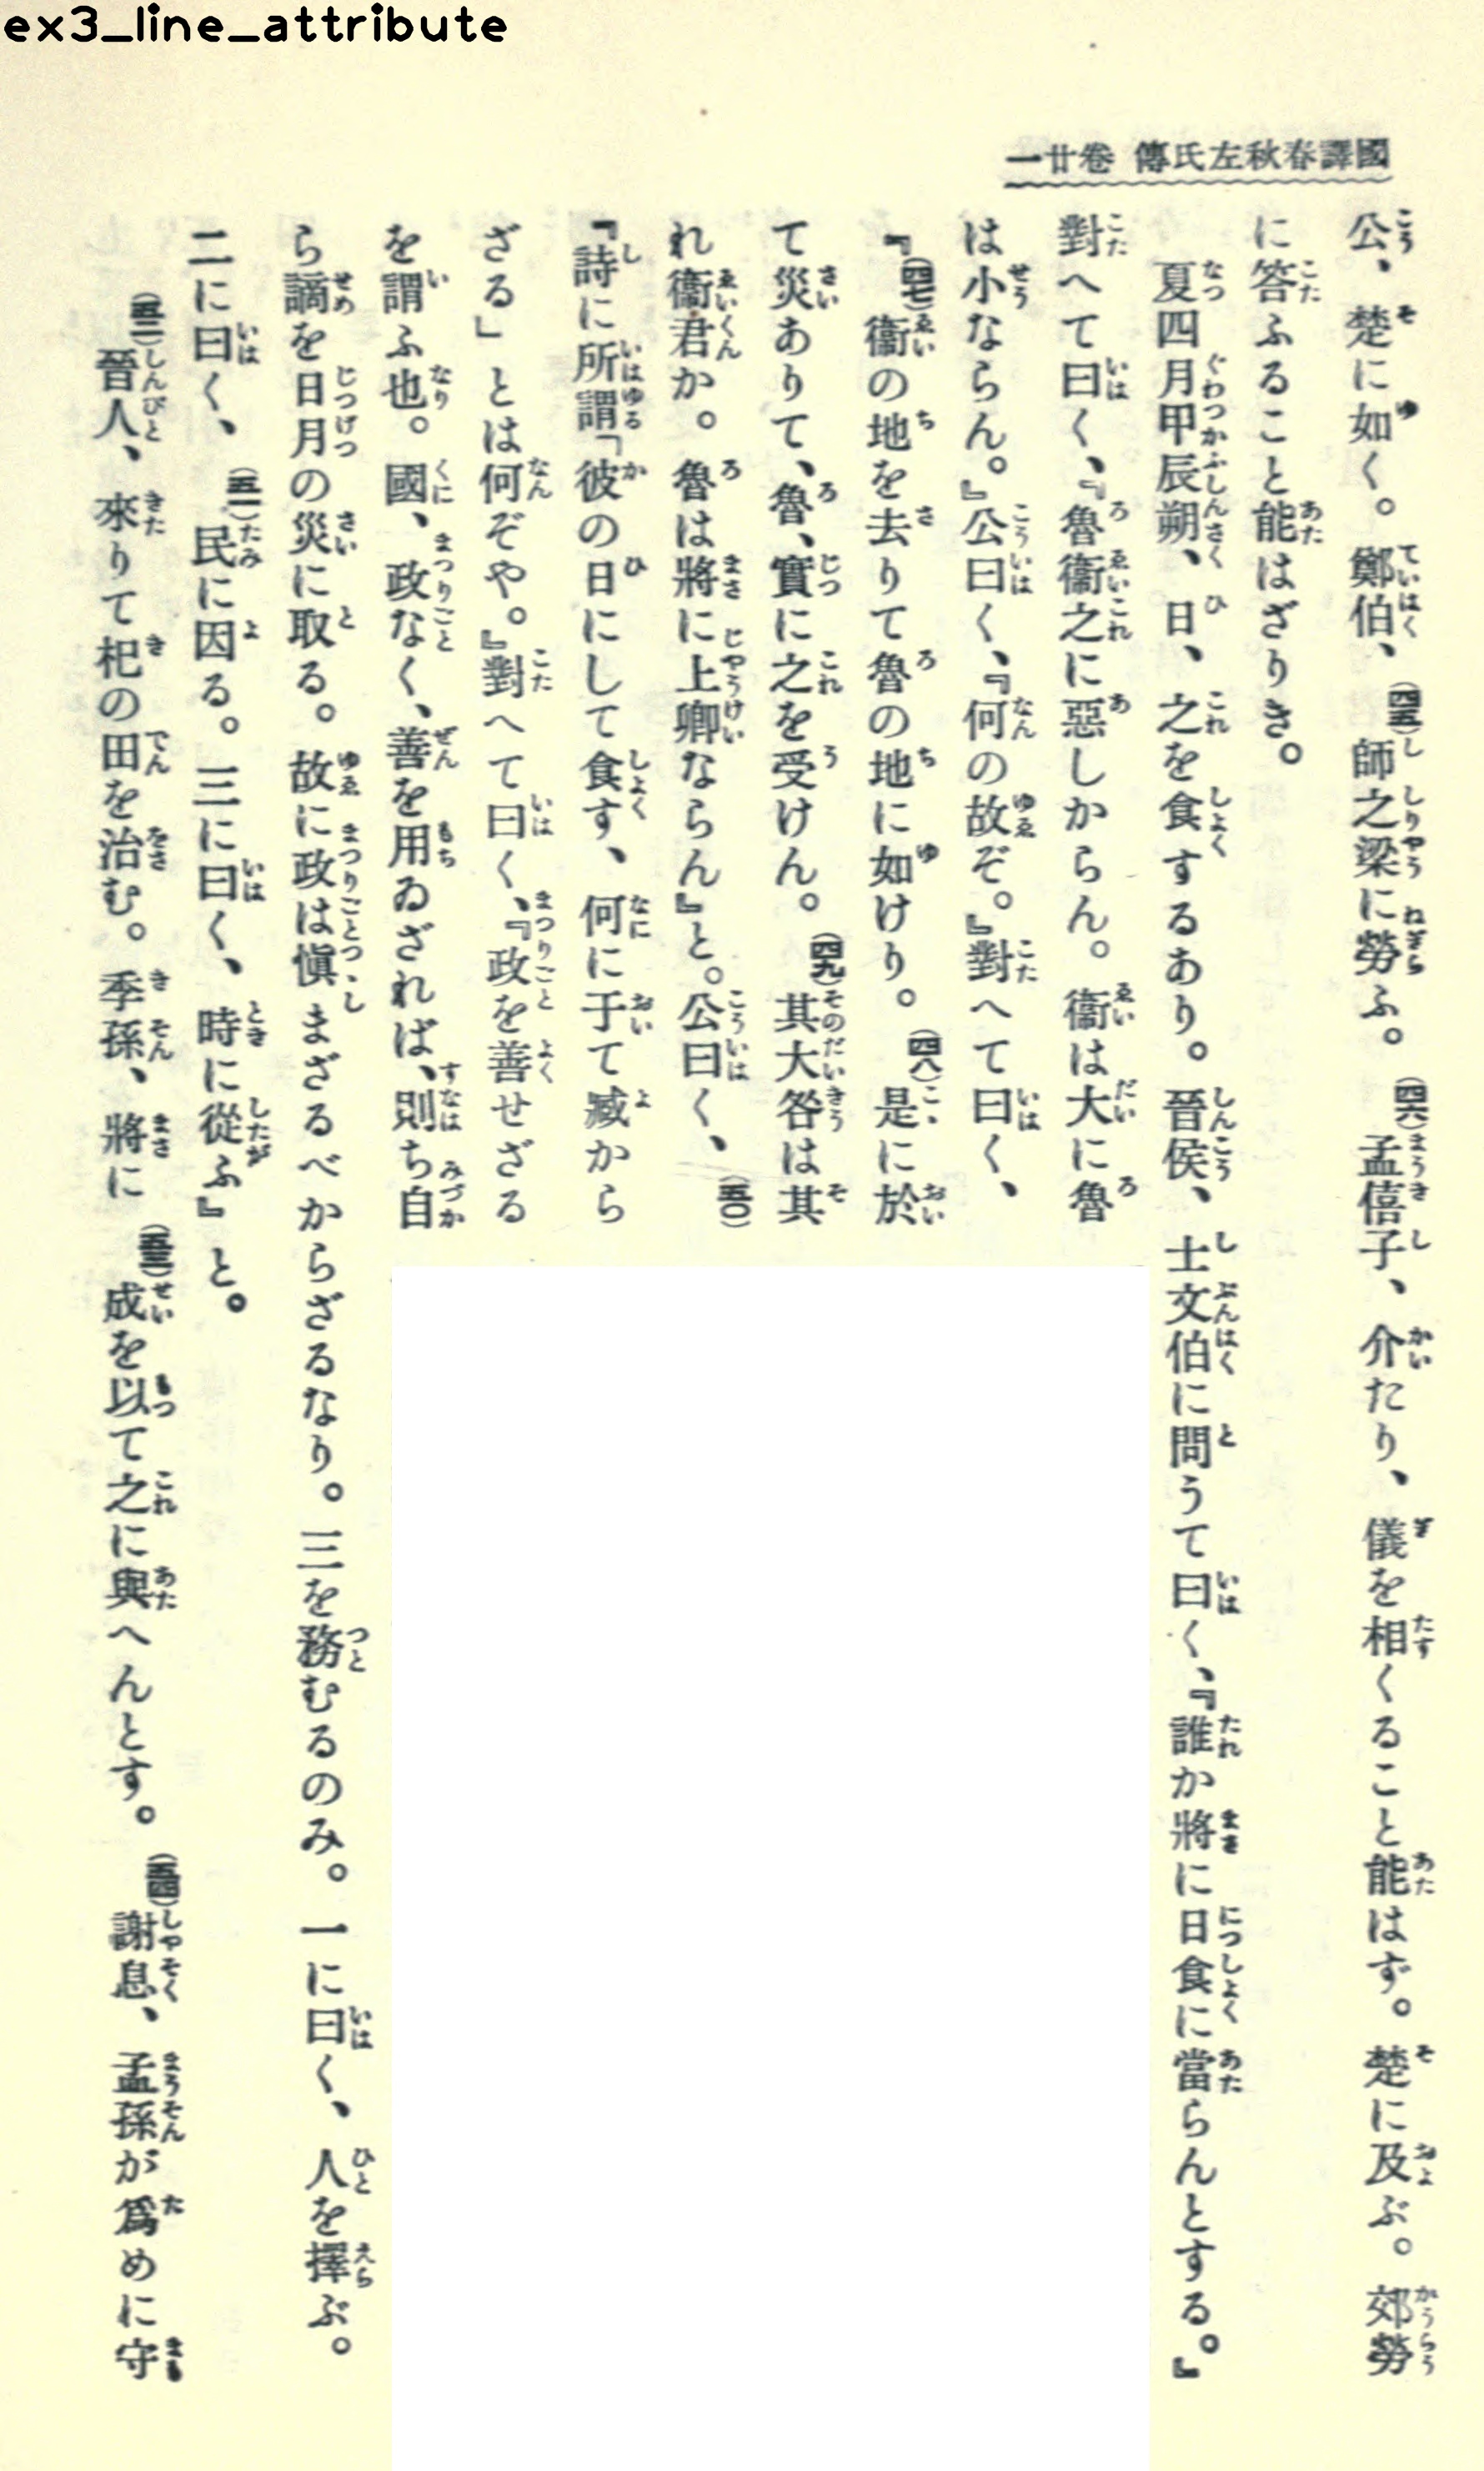 ex3_line_attribute
國譯春秋左氏傳 卷廿一
公、楚に如く。鄭伯、(四五)師之梁に勞ふ。(四六)孟僖子、介たり、儀を相くること能はず。楚に及ぶ。郊勞
に答ふること能はざりき。
夏四月甲辰朔、日、之を食するあり。晉侯、士文伯に問うて曰く、『誰か將に日食に當らんとする。』
對へて曰く、『魯衞之に惡しからん。衞は大に魯
は小ならん。』公曰く、『何の故ぞ。』對へて曰く、
『(四七)衞の地を去りて魯の地に如けり。(四八)是に於
て災ありて、魯、實に之を受けん。(四九)其大咎は其
れ衞君か。魯は將に上卿ならん』と。公曰く、(五〇)
『詩に所謂「彼の日にして食す、何に于て臧から
ざる」とは何ぞや。』對へて曰く、『政を善せざる
を謂ふ也。國、政なく、善を用ゐざれば、則ち自
ら謫を日月の災に取る。故に政は愼まざるべからざるなり。三を務むるのみ。一に曰く、人を擇ぶ。
二に曰く、(五一)民に因る。三に曰く、時に從ふ』と。
(五二)晉人、來りて杞の田を治む。季孫、將に(五三)成を以て之に與へんとす。(五四)謝息、孟孫が爲めに守